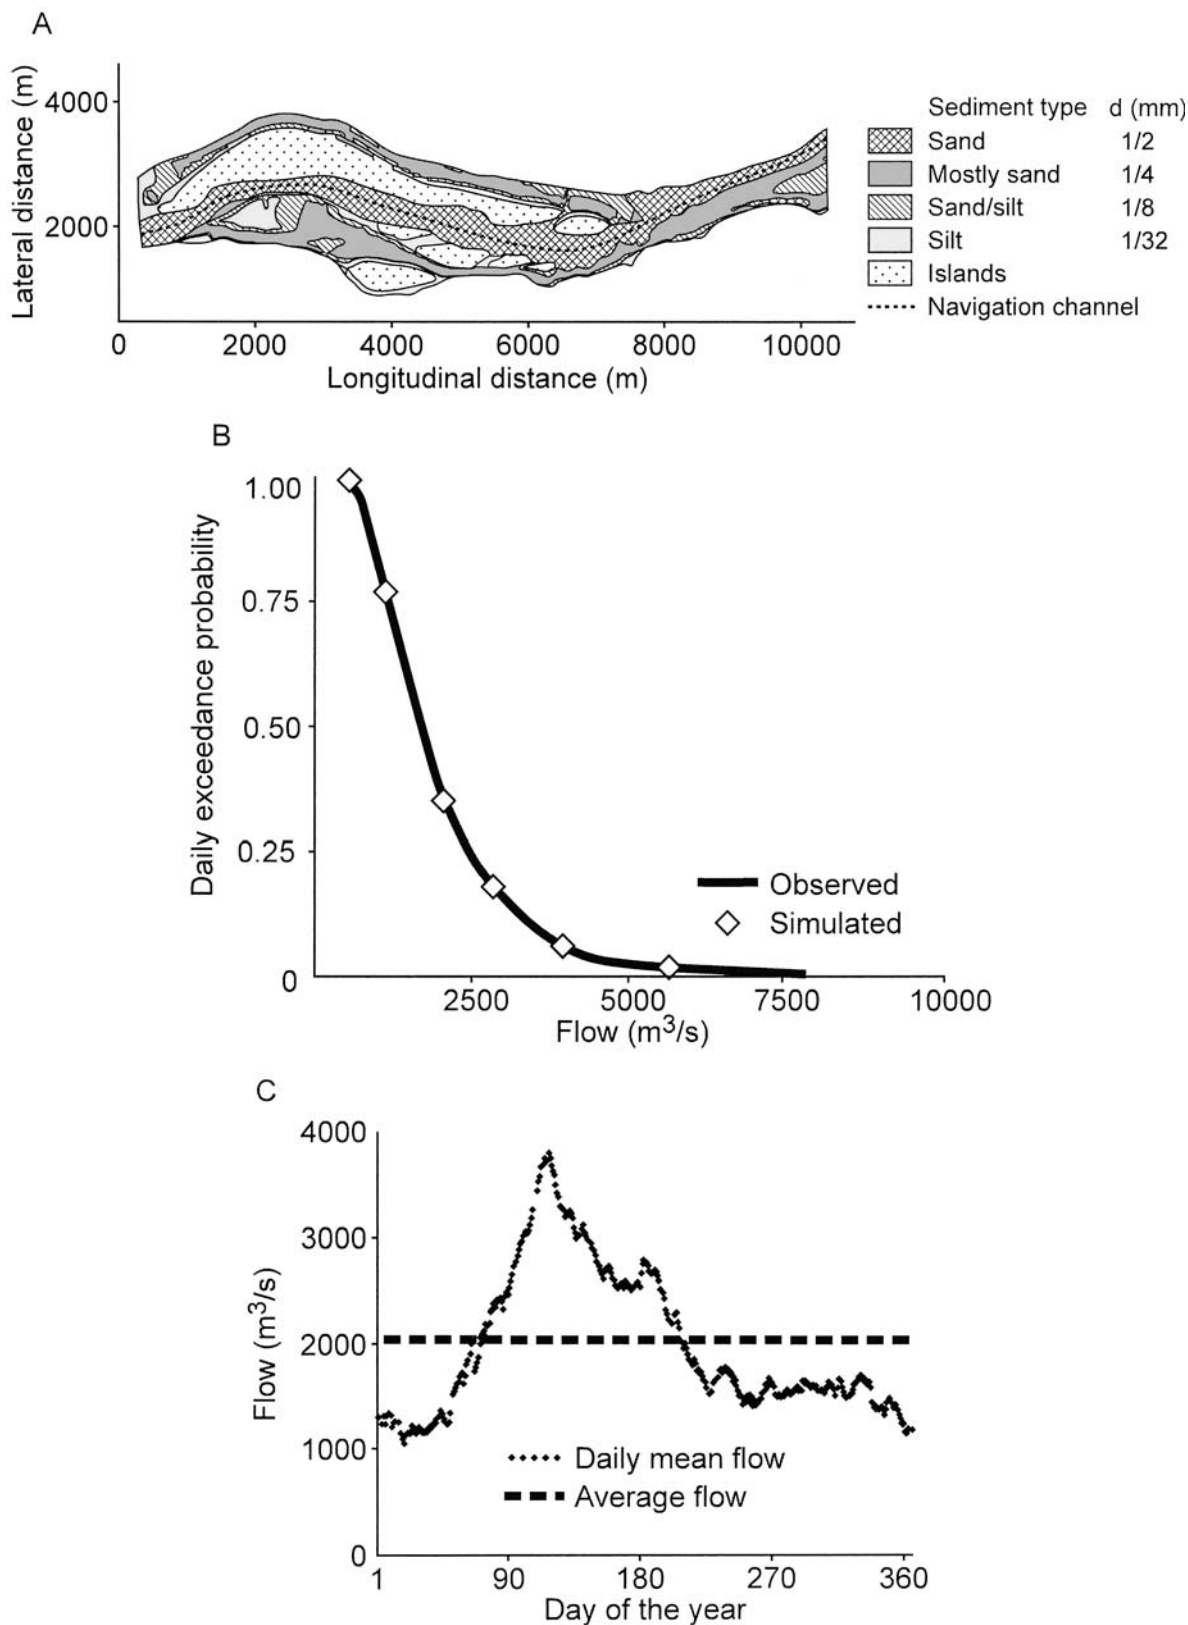 A
Lateral distance (m)
4000
2000
0 2000 4000 6000 8000 10000
Longitudinal distance (m)
Sediment type d (mm)
Sand 1/2
Mostly sand 1/4
Sand/silt 1/8
Silt 1/32
Islands
Navigation channel
B
Daily exceedance probability
1.00
0.75
0.50
0.25
0
2500 5000 7500 10000
Flow (m³/s)
Observed
Simulated
C
Flow (m³/s)
4000
3000
2000
1000
0
Daily mean flow
Average flow
1 90 180 270 360
Day of the year